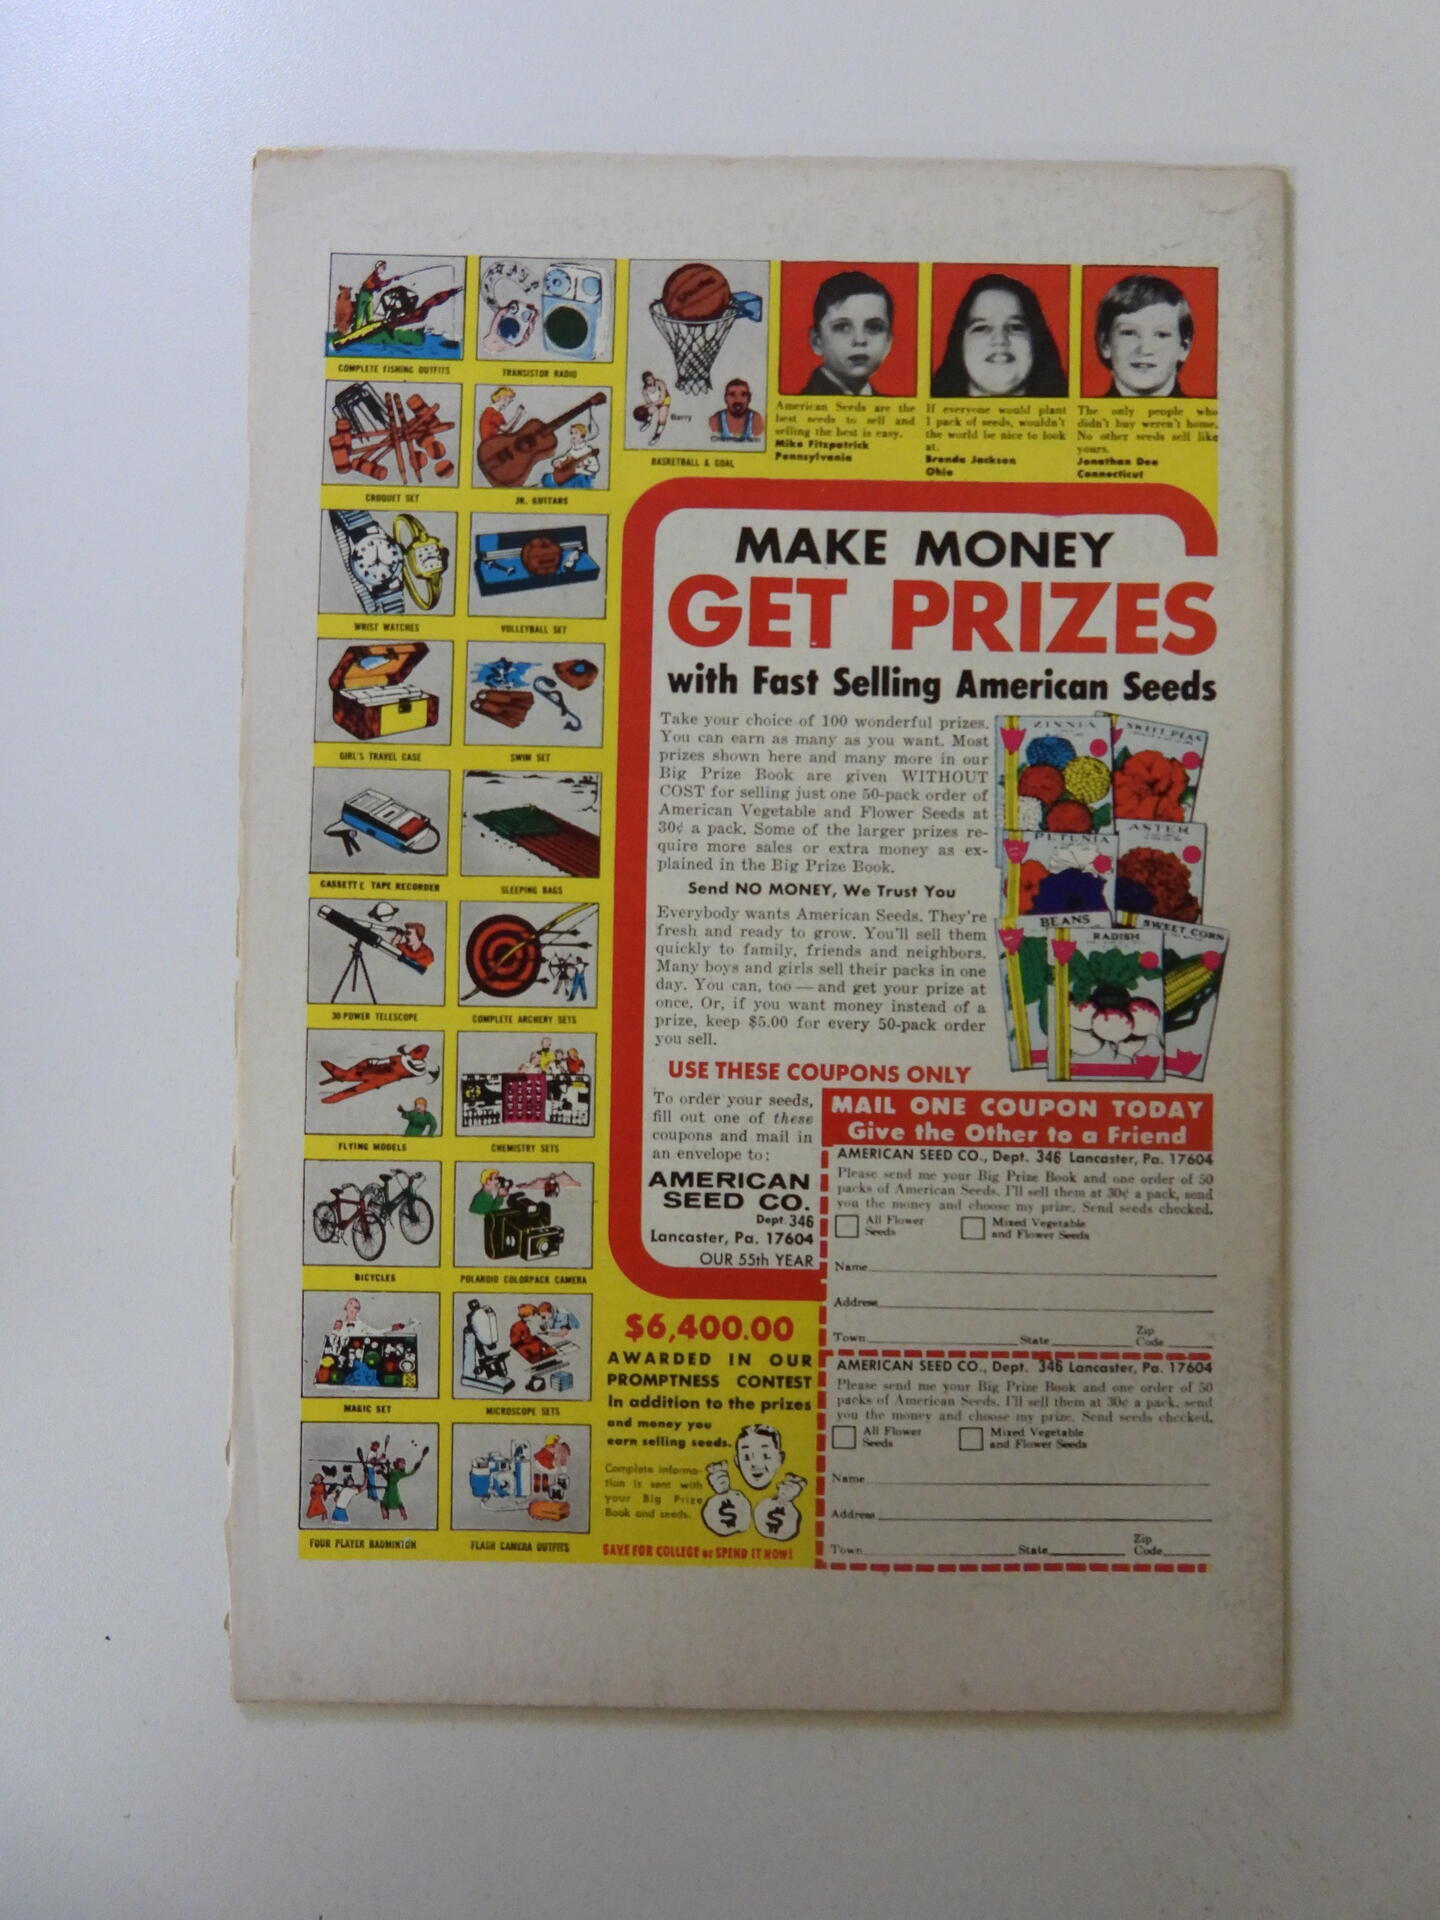 COMPLETE FISHING OUTFITS
TRANSISTOR RADIO
Barry
BASKETBALL & GOAL
CROQUET SET
JR. GUITARS
WRIST WATCHES
VOLLEYBALL SET
GIRL'S TRAVEL CASE
SWIM SET
CASSETTE TAPE RECORDER
SLEEPING BAGS
30-POWER TELESCOPE
COMPLETE ARCHERY SETS
FLYING MODELS
CHEMISTRY SETS
BICYCLES
POLAROID COLORPACK CAMERA
MAGIC SET
MICROSCOPE SETS
FOUR PLAYER BADMINTON
FLASH CAMERA OUTFITS
American Seeds are the
best seeds to sell and
selling the best is easy.
Mike Fitzpatrick
Pennsylvania
If everyone would plant
1 pack of seeds, wouldn't
the world be nice to look
at.
Brenda Jackson
Ohio
The only people who
didn't buy weren't home.
No other seeds sell like
yours.
Jonathan Dee
Connecticut
MAKE MONEY
GET PRIZES
with Fast Selling American Seeds
Take your choice of 100 wonderful prizes.
You can earn as many as you want. Most
prizes shown here and many more in our
Big Prize Book are given WITHOUT
COST for selling just one 50-pack order of
American Vegetable and Flower Seeds at
30¢ a pack. Some of the larger prizes re-
quire more sales or extra money as ex-
plained in the Big Prize Book.
Send NO MONEY, We Trust You
Everybody wants American Seeds. They're
fresh and ready to grow. You'll sell them
quickly to family, friends and neighbors.
Many boys and girls sell their packs in one
day. You can, too — and get your prize at
once. Or, if you want money instead of a
prize, keep $5.00 for every 50-pack order
you sell.
ZINNIA
SWEET PEAS
PETUNIA
ASTER
BEANS
RADISH
SWEET CORN
USE THESE COUPONS ONLY
To order your seeds,
fill out one of these
coupons and mail in
an envelope to:
AMERICAN
SEED CO.
Dept. 346
Lancaster, Pa. 17604
OUR 55th YEAR
MAIL ONE COUPON TODAY
Give the Other to a Friend
AMERICAN SEED CO., Dept. 346 Lancaster, Pa. 17604
Please send me your Big Prize Book and one order of 50
packs of American Seeds. I'll sell them at 30¢ a pack, send
you the money and choose my prize. Send seeds checked.
All Flower
Seeds
Mixed Vegetable
and Flower Seeds
Name
Address
Town State Zip Code
AMERICAN SEED CO., Dept. 346 Lancaster, Pa. 17604
Please send me your Big Prize Book and one order of 50
packs of American Seeds. I'll sell them at 30¢ a pack, send
you the money and choose my prize. Send seeds checked.
All Flower
Seeds
Mixed Vegetable
and Flower Seeds
Name
Address
Town State Zip Code
$6,400.00
AWARDED IN OUR
PROMPTNESS CONTEST
In addition to the prizes
and money you
earn selling seeds.
Complete informa-
tion is sent with
your Big Prize
Book and seeds.
$ $
SAVE FOR COLLEGE or SPEND IT NOW!